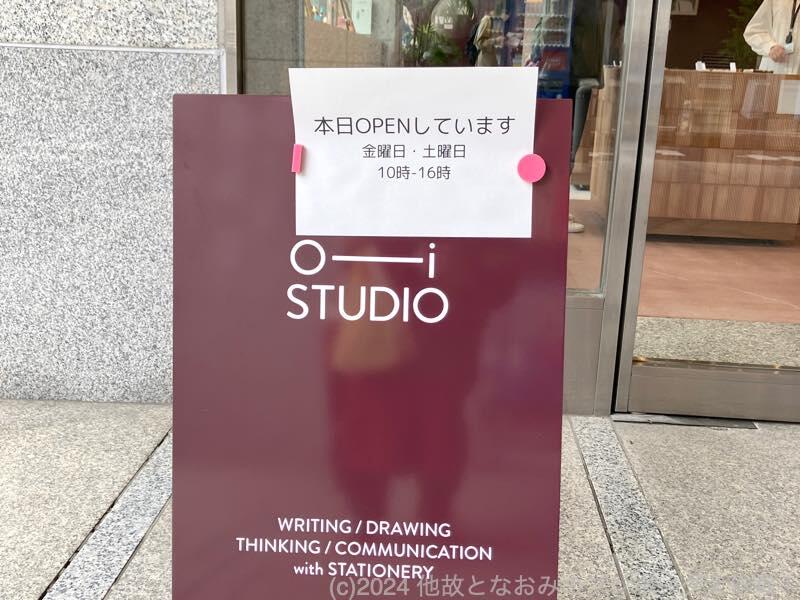 本日OPENしています
金曜日・土曜日
10時-16時
O―i
STUDIO
WRITING / DRAWING
THINKING / COMMUNICATION
with STATIONERY
(c)2024 他故となおみ